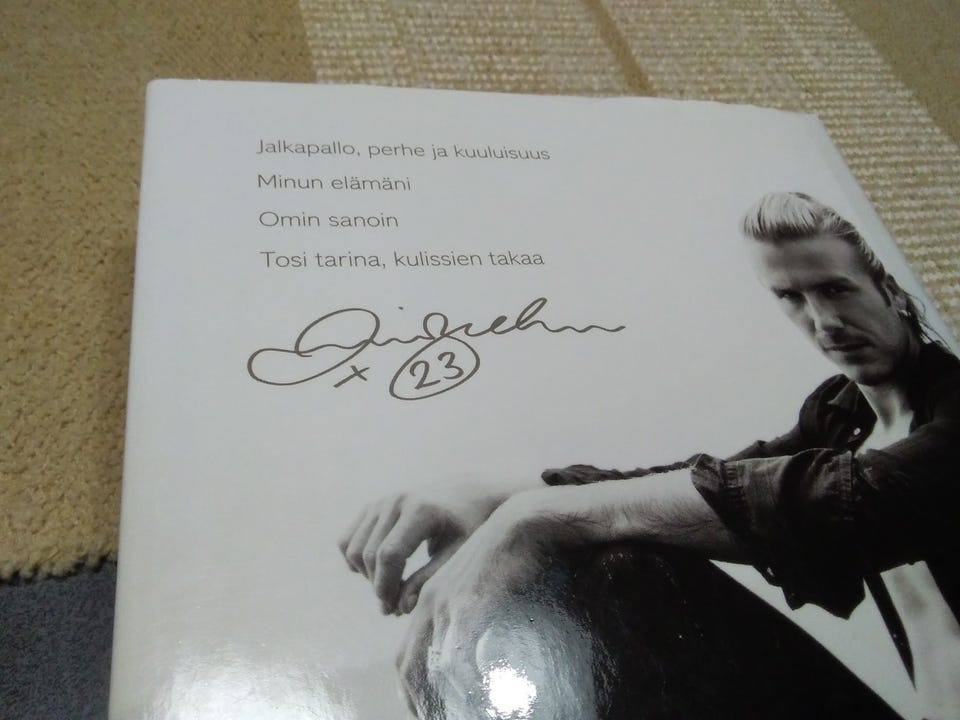 Jalkapallo, perhe ja kuuluisuus
Minun elämäni
Omin sanoin
Tosi tarina, kulissien takaa
x 23